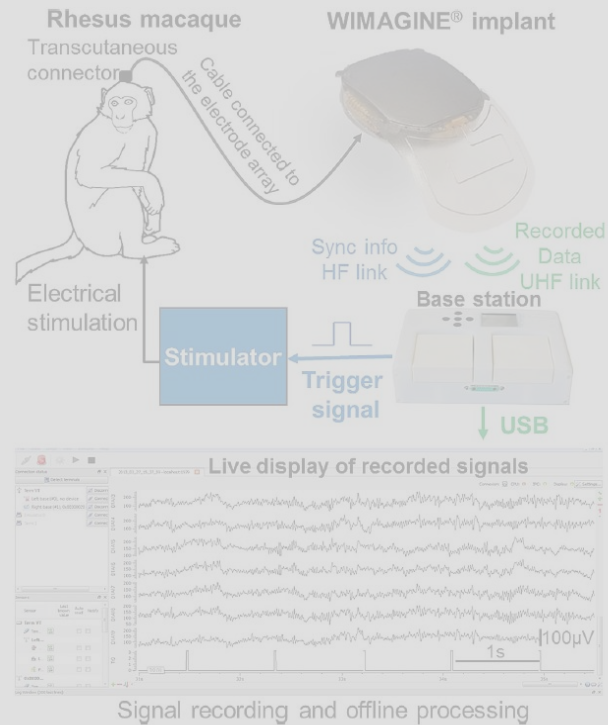 Rhesus macaque
WIMAGINE® implant
Transcutaneous
connector
Cable connected to
the electrode array
Sync info
HF link
Recorded
Data
UHF link
Electrical
stimulation
Base station
Stimulator
Trigger
signal
USB
Live display of recorded signals
100µV
1s
Signal recording and offline processing